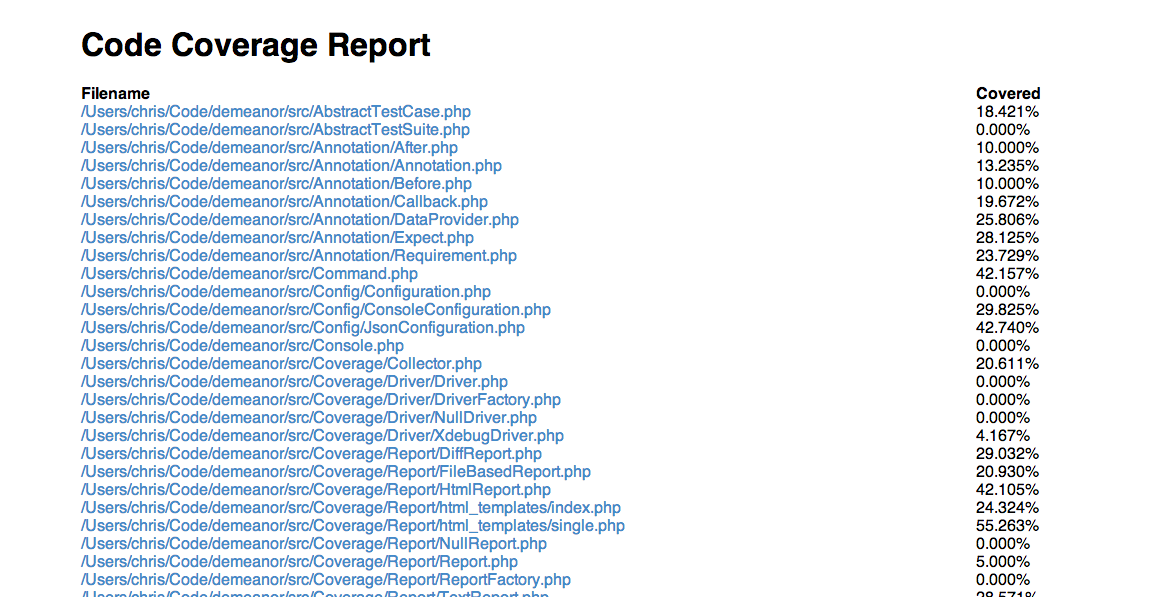 Code Coverage Report
Filename Covered
/Users/chris/Code/demeanor/src/AbstractTestCase.php 18.421%
/Users/chris/Code/demeanor/src/AbstractTestSuite.php 0.000%
/Users/chris/Code/demeanor/src/Annotation/After.php 10.000%
/Users/chris/Code/demeanor/src/Annotation/Annotation.php 13.235%
/Users/chris/Code/demeanor/src/Annotation/Before.php 10.000%
/Users/chris/Code/demeanor/src/Annotation/Callback.php 19.672%
/Users/chris/Code/demeanor/src/Annotation/DataProvider.php 25.806%
/Users/chris/Code/demeanor/src/Annotation/Expect.php 28.125%
/Users/chris/Code/demeanor/src/Annotation/Requirement.php 23.729%
/Users/chris/Code/demeanor/src/Command.php 42.157%
/Users/chris/Code/demeanor/src/Config/Configuration.php 0.000%
/Users/chris/Code/demeanor/src/Config/ConsoleConfiguration.php 29.825%
/Users/chris/Code/demeanor/src/Config/JsonConfiguration.php 42.740%
/Users/chris/Code/demeanor/src/Console.php 0.000%
/Users/chris/Code/demeanor/src/Coverage/Collector.php 20.611%
/Users/chris/Code/demeanor/src/Coverage/Driver/Driver.php 0.000%
/Users/chris/Code/demeanor/src/Coverage/Driver/DriverFactory.php 0.000%
/Users/chris/Code/demeanor/src/Coverage/Driver/NullDriver.php 0.000%
/Users/chris/Code/demeanor/src/Coverage/Driver/XdebugDriver.php 4.167%
/Users/chris/Code/demeanor/src/Coverage/Report/DiffReport.php 29.032%
/Users/chris/Code/demeanor/src/Coverage/Report/FileBasedReport.php 20.930%
/Users/chris/Code/demeanor/src/Coverage/Report/HtmlReport.php 42.105%
/Users/chris/Code/demeanor/src/Coverage/Report/html_templates/index.php 24.324%
/Users/chris/Code/demeanor/src/Coverage/Report/html_templates/single.php 55.263%
/Users/chris/Code/demeanor/src/Coverage/Report/NullReport.php 0.000%
/Users/chris/Code/demeanor/src/Coverage/Report/Report.php 5.000%
/Users/chris/Code/demeanor/src/Coverage/Report/ReportFactory.php 0.000%
/Users/chris/Code/demeanor/src/Coverage/Report/TextReport.php 28.571%